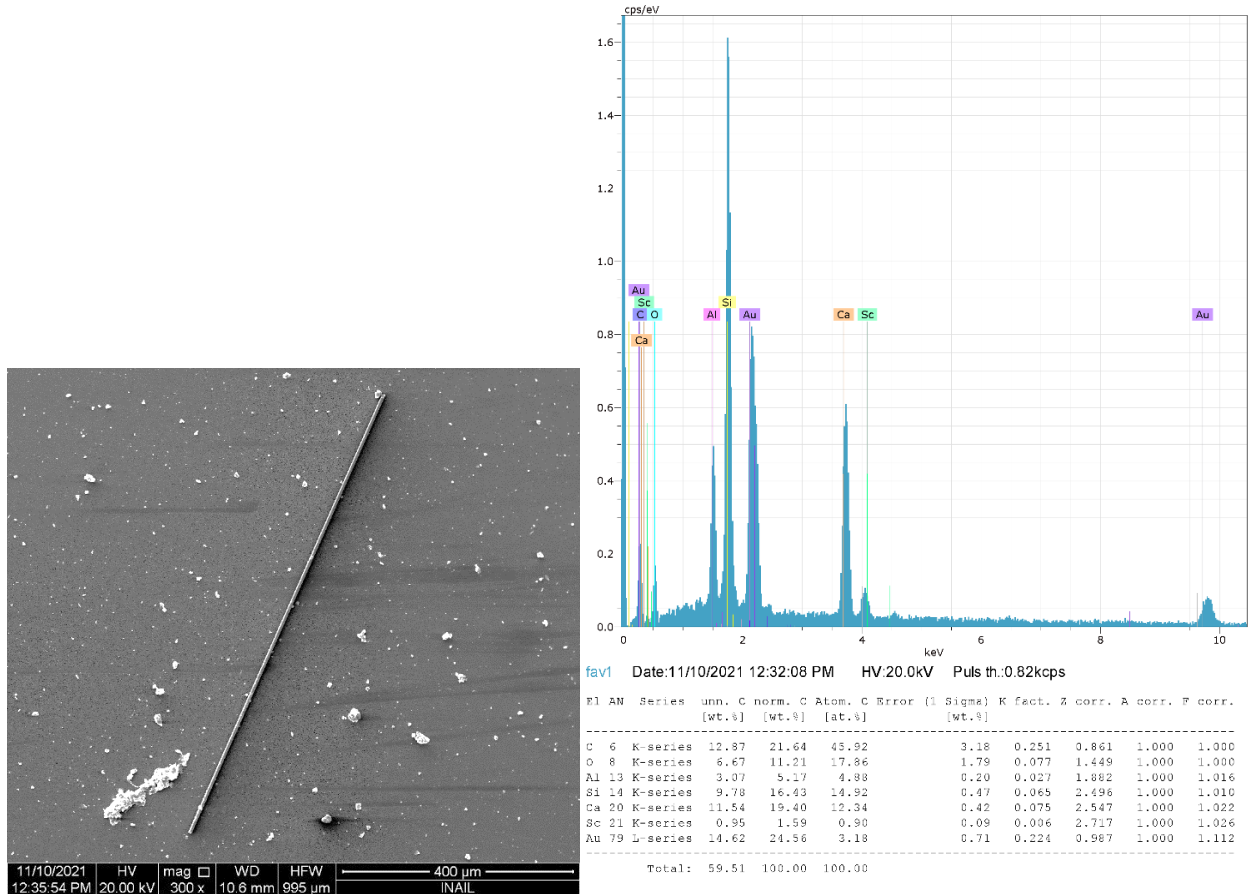 cps/eV
1.6
1.4
1.2
1.0
0.8
0.6
0.4
0.2
0.0
Au
Sc
C O
Ca
Al
Si
Au
Ca
Sc
Au
0 2 4 6 8 10
keV
fav1 Date:11/10/2021 12:32:08 PM HV:20.0kV Puls th.:0.82kcps
El AN Series unn. C norm. C Atom. C Error (1 Sigma) K fact. Z corr. A corr. F corr.
[wt.%] [wt.%] [at.%] [wt.%]
C 6 K-series 12.87 21.64 45.92 3.18 0.251 0.861 1.000 1.000
O 8 K-series 6.67 11.21 17.86 1.79 0.077 1.449 1.000 1.000
Al 13 K-series 3.07 5.17 4.88 0.20 0.027 1.882 1.000 1.016
Si 14 K-series 9.78 16.43 14.92 0.47 0.065 2.496 1.000 1.010
Ca 20 K-series 11.54 19.40 12.34 0.42 0.075 2.547 1.000 1.022
Sc 21 K-series 0.95 1.59 0.90 0.09 0.006 2.717 1.000 1.026
Au 79 L-series 14.62 24.56 3.18 0.71 0.224 0.987 1.000 1.112
Total: 59.51 100.00 100.00
11/10/2021 HV mag WD HFW 400 µm
12:35:54 PM 20.00 kV 300 x 10.6 mm 995 µm INAIL